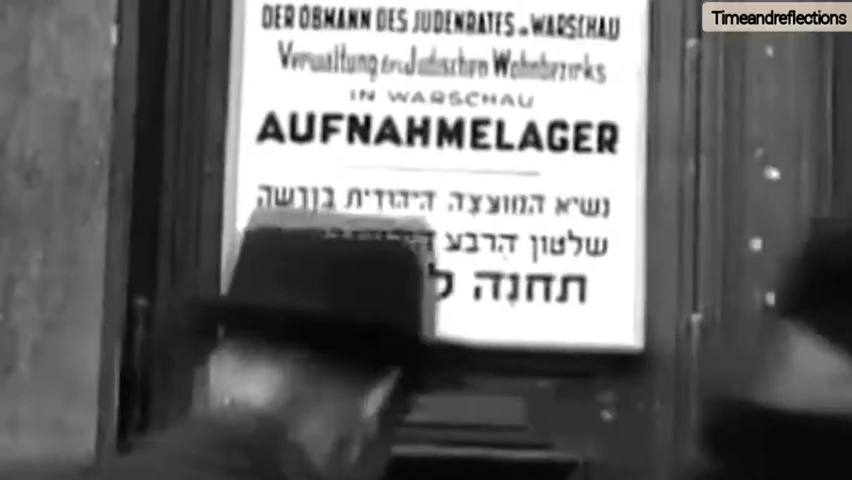 Timeandreflections
DER OBMANN DES JUDENRATES in WARSCHAU
Verwaltung des Jüdischen Wohnbezirks
IN WARSCHAU
AUFNAHMELAGER
נשיא המועצה היהודית בורשה
שלטון הרבע
תחנה